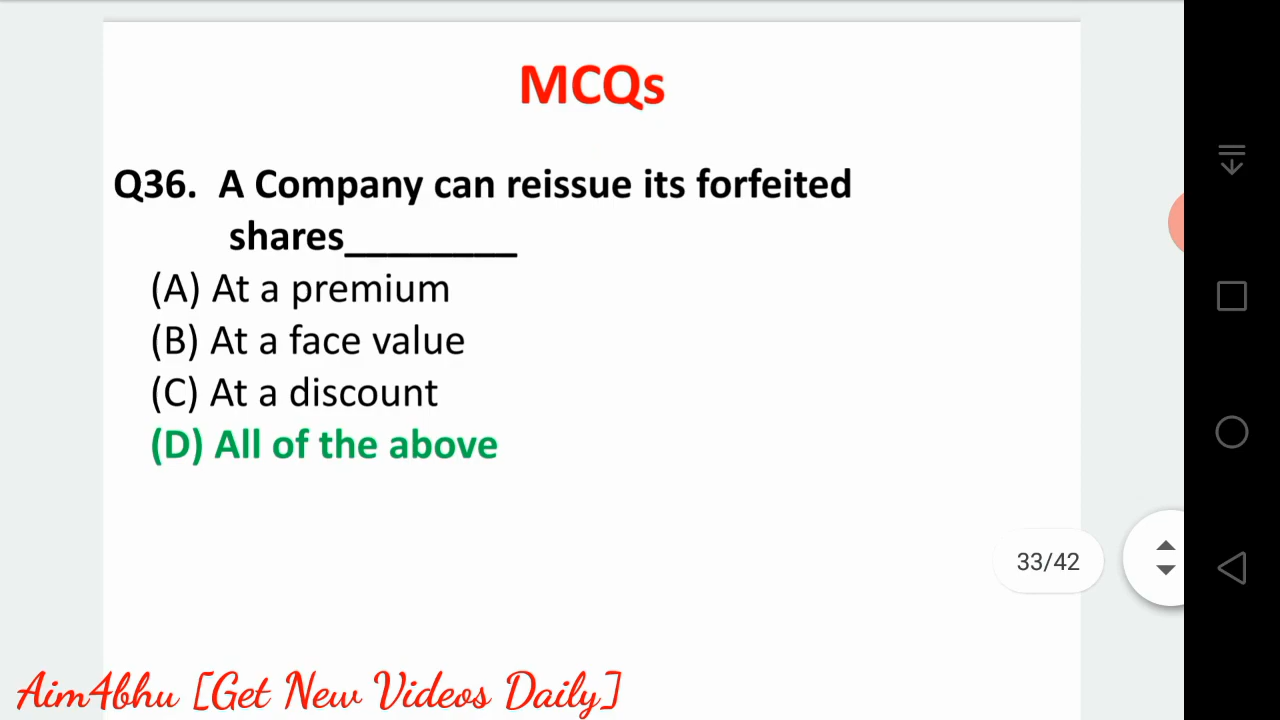 MCQs
Q36. A Company can reissue its forfeited
shares________
(A) At a premium
(B) At a face value
(C) At a discount
(D) All of the above
33/42
Aim4bhu [Get New Videos Daily]